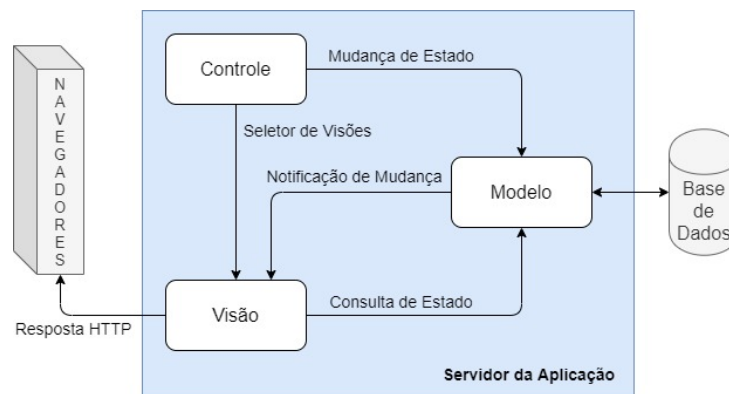 NAVEGADORES
Controle
Mudança de Estado
Seletor de Visões
Notificação de Mudança
Modelo
Base
de
Dados
Visão
Consulta de Estado
Resposta HTTP
Servidor da Aplicação